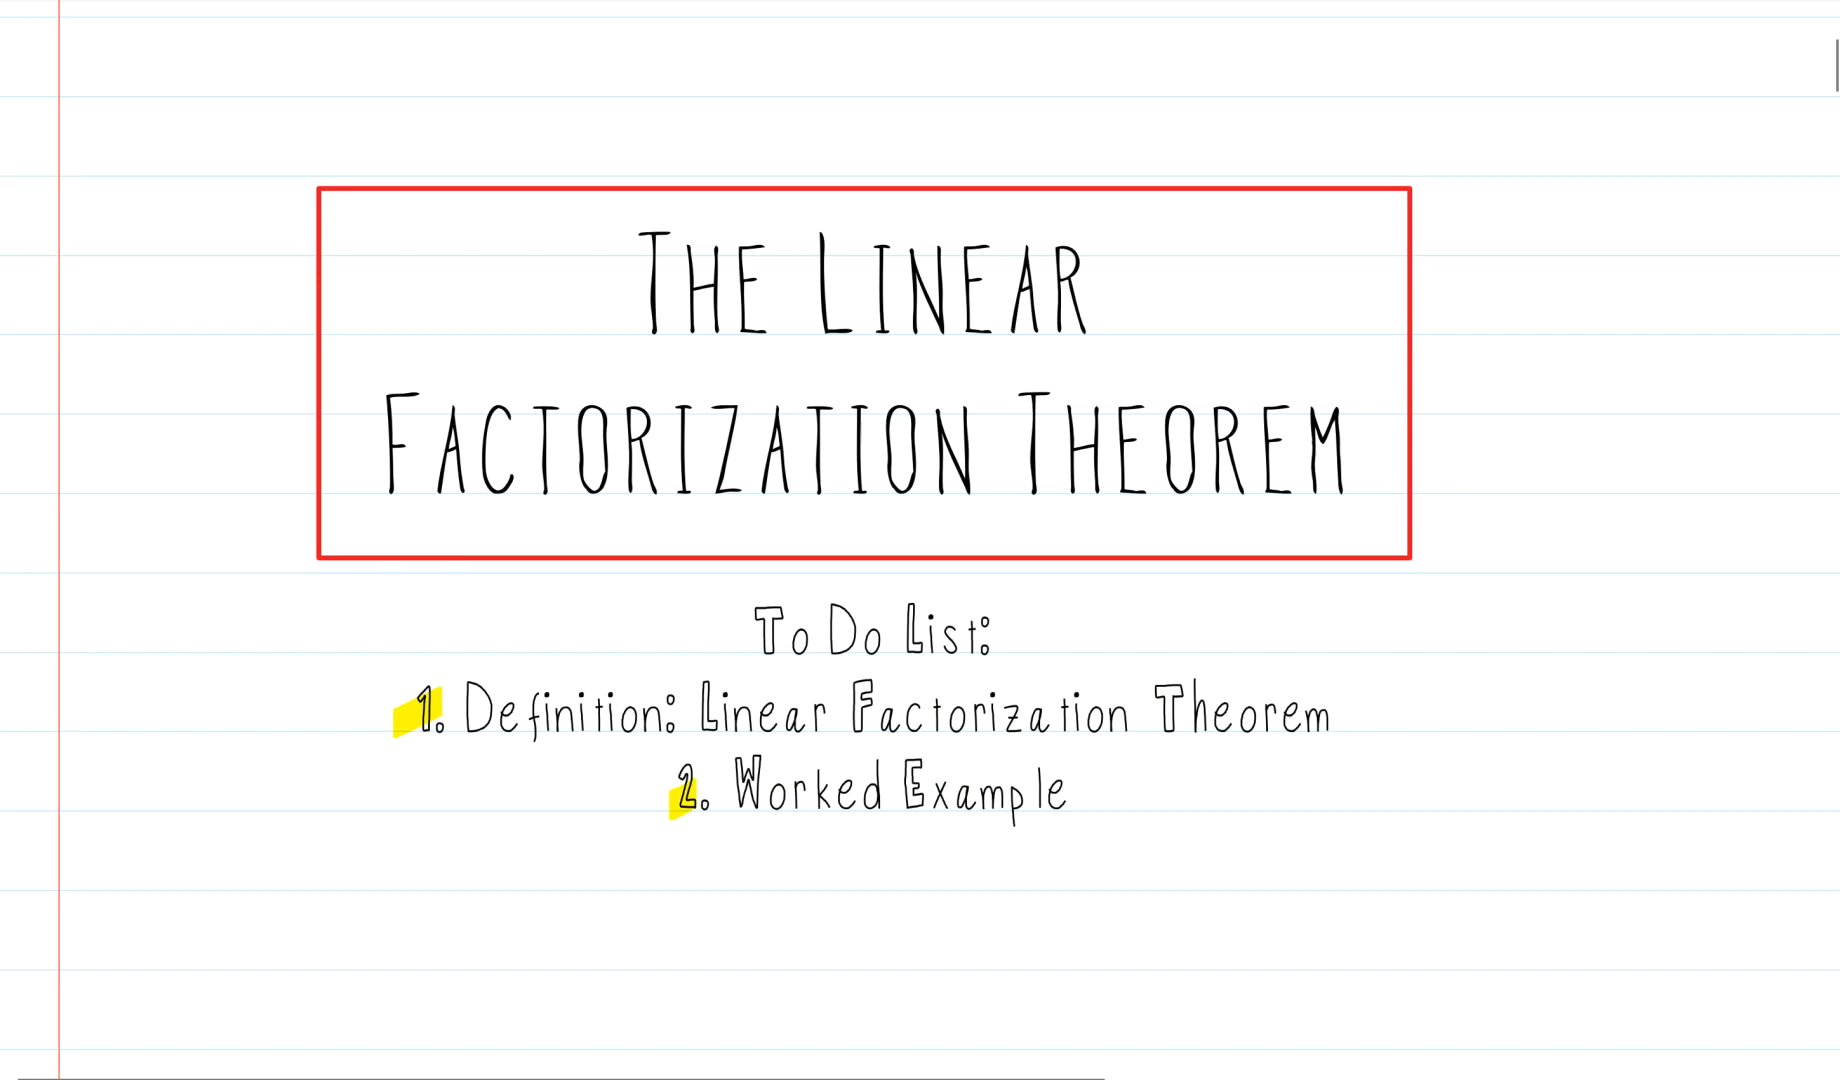 THE LINEAR
FACTORIZATION THEOREM
To Do List:
1. Definition: Linear Factorization Theorem
2. Worked Example